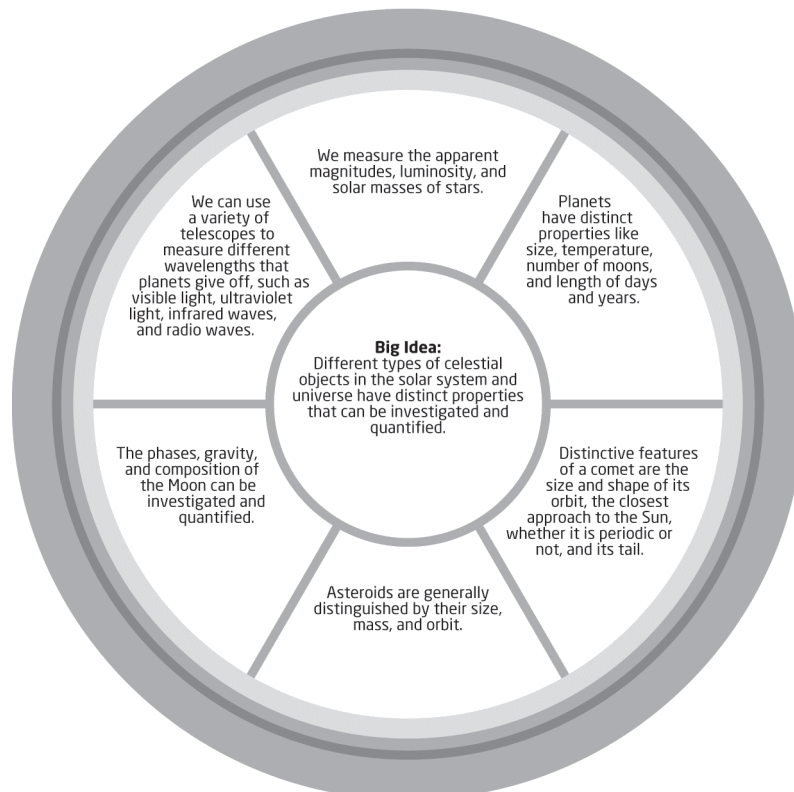 We measure the apparent
magnitudes, luminosity, and
solar masses of stars.
Planets
have distinct
properties like
size, temperature,
number of moons,
and length of days
and years.
Distinctive features
of a comet are the
size and shape of its
orbit, the closest
approach to the Sun,
whether it is periodic or
not, and its tail.
Asteroids are generally
distinguished by their size,
mass, and orbit.
The phases, gravity,
and composition of
the Moon can be
investigated and
quantified.
We can use
a variety of
telescopes to
measure different
wavelengths that
planets give off, such as
visible light, ultraviolet
light, infrared waves,
and radio waves.
Big Idea:
Different types of celestial
objects in the solar system and
universe have distinct properties
that can be investigated and
quantified.